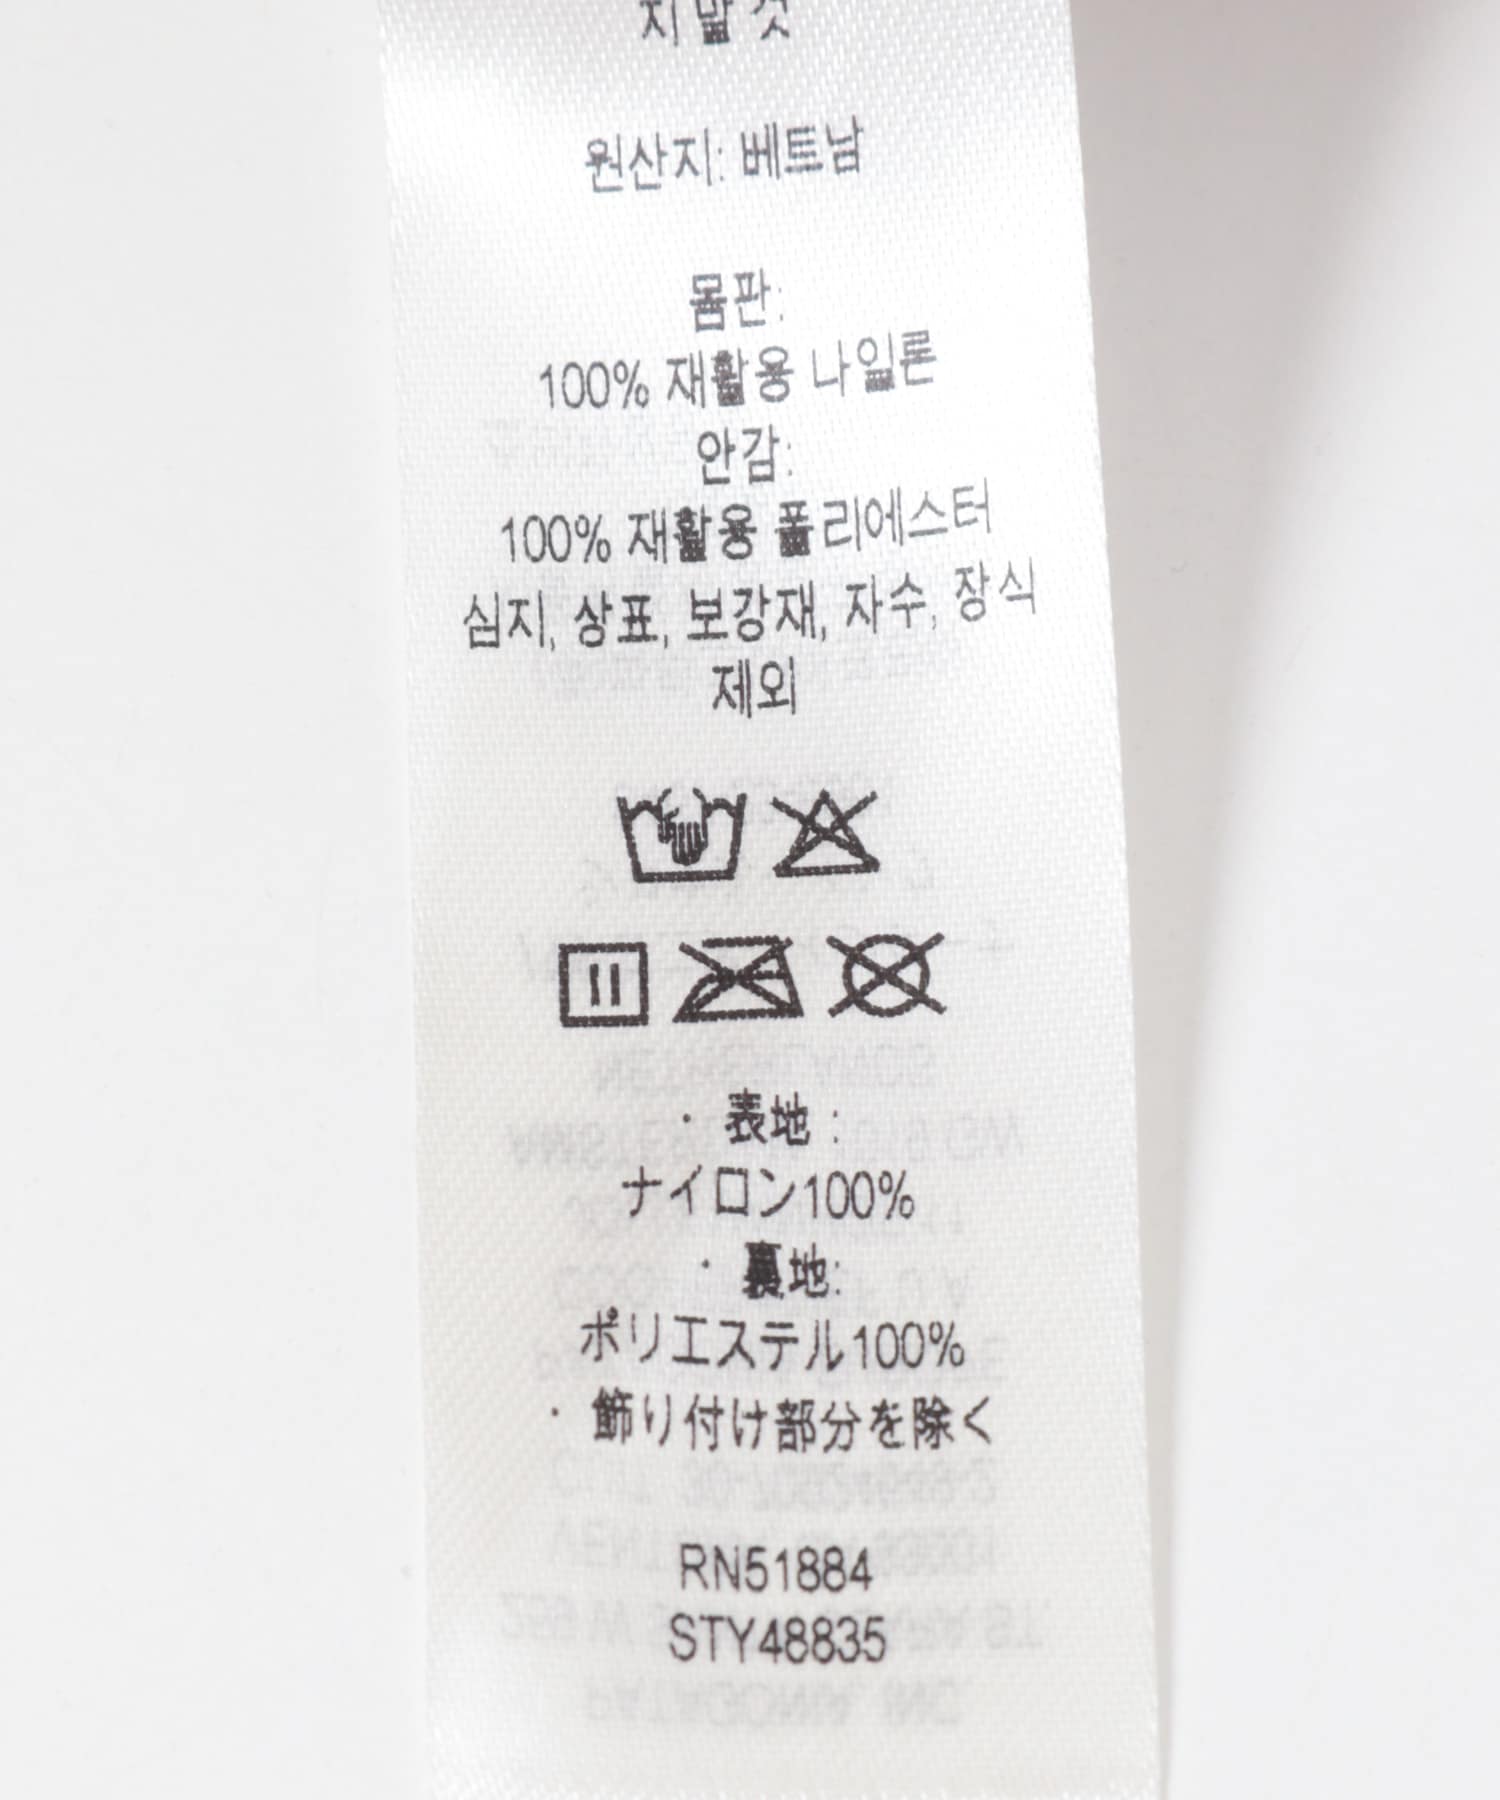 지 말 것
원산지: 베트남
몸판:
100% 재활용 나일론
안감:
100% 재활용 폴리에스터
심지, 상표, 보강재, 자수, 장식
제외
・表地 :
ナイロン100%
・裏地:
ポリエステル100%
・飾り付け部分を除く
RN51884
STY48835